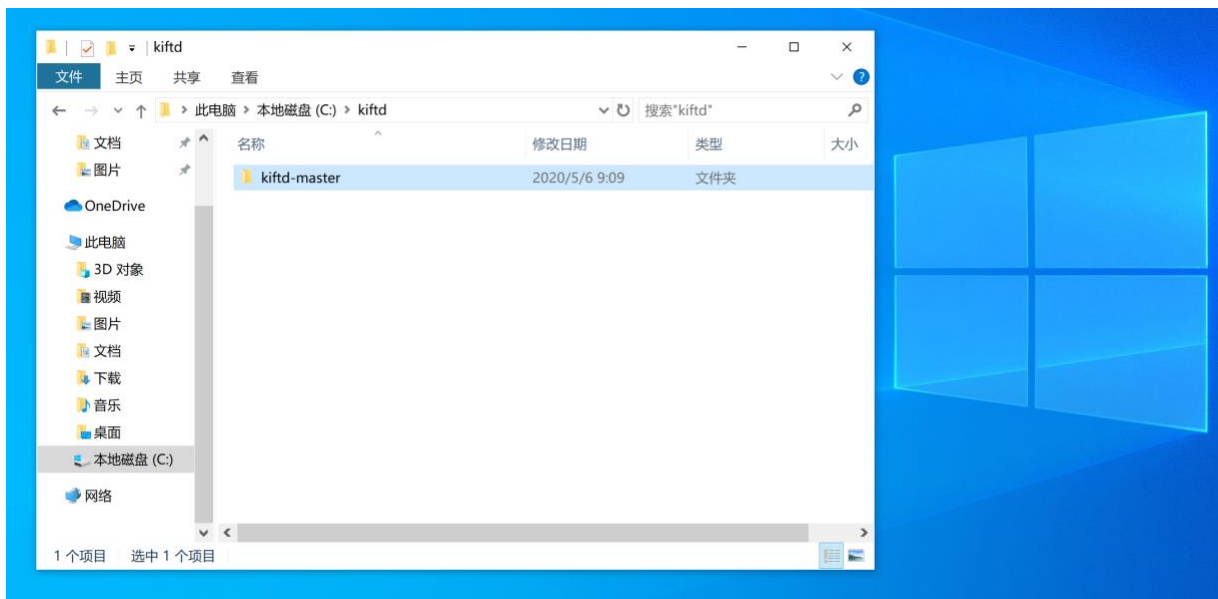 kiftd
文件 主页 共享 查看
此电脑 > 本地磁盘 (C:) > kiftd 搜索"kiftd"
名称 修改日期 类型 大小
kiftd-master 2020/5/6 9:09 文件夹
文档
图片
OneDrive
此电脑
3D 对象
视频
图片
文档
下载
音乐
桌面
本地磁盘 (C:)
网络
1 个项目 选中 1 个项目